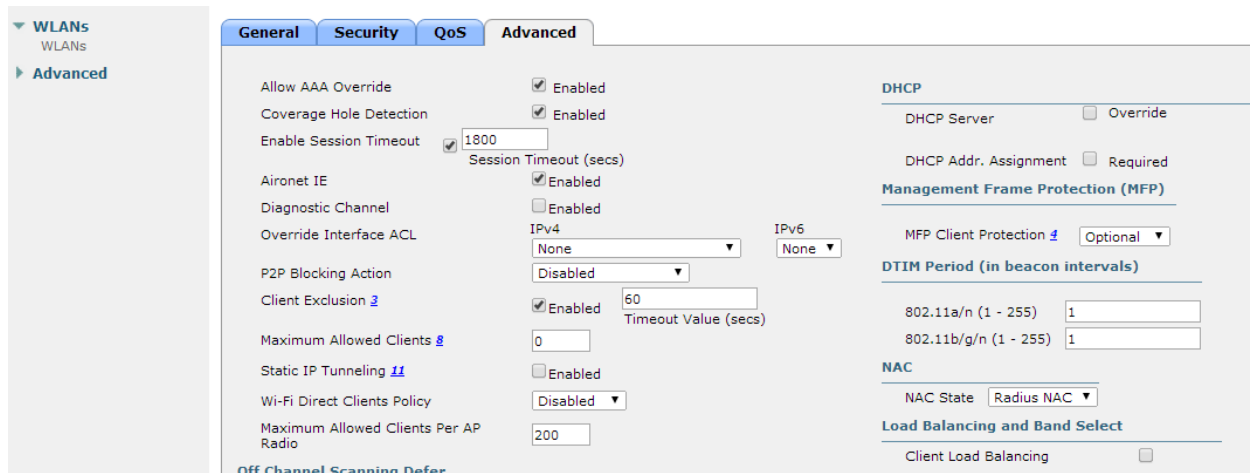 WLANs
WLANs
Advanced
General Security QoS Advanced
Allow AAA Override Enabled
Coverage Hole Detection Enabled
Enable Session Timeout 1800
Session Timeout (secs)
Aironet IE Enabled
Diagnostic Channel Enabled
Override Interface ACL IPv4 IPv6
None None
P2P Blocking Action Disabled
Client Exclusion 3 Enabled 60
Timeout Value (secs)
Maximum Allowed Clients 8 0
Static IP Tunneling 11 Enabled
Wi-Fi Direct Clients Policy Disabled
Maximum Allowed Clients Per AP
Radio 200
Off Channel Scanning Defer
DHCP
DHCP Server Override
DHCP Addr. Assignment Required
Management Frame Protection (MFP)
MFP Client Protection 4 Optional
DTIM Period (in beacon intervals)
802.11a/n (1 - 255) 1
802.11b/g/n (1 - 255) 1
NAC
NAC State Radius NAC
Load Balancing and Band Select
Client Load Balancing